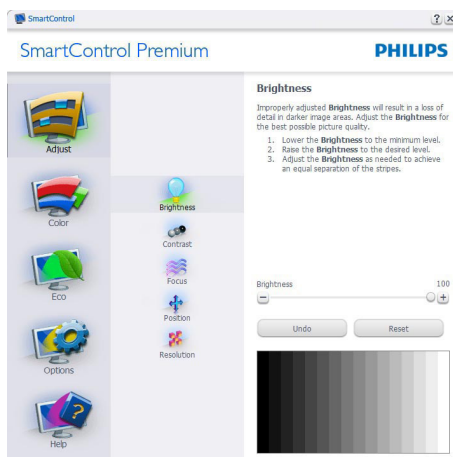 SmartControl
SmartControl Premium
PHILIPS
Adjust
Color
Eco
Options
Help
Brightness
Contrast
Focus
Position
Resolution
Brightness
Improperly adjusted Brightness will result in a loss of
detail in darker image areas. Adjust the Brightness for
the best possible picture quality.
1. Lower the Brightness to the minimum level.
2. Raise the Brightness to the desired level.
3. Adjust the Brightness as needed to achieve
an equal separation of the stripes.
Brightness 100
Undo Reset